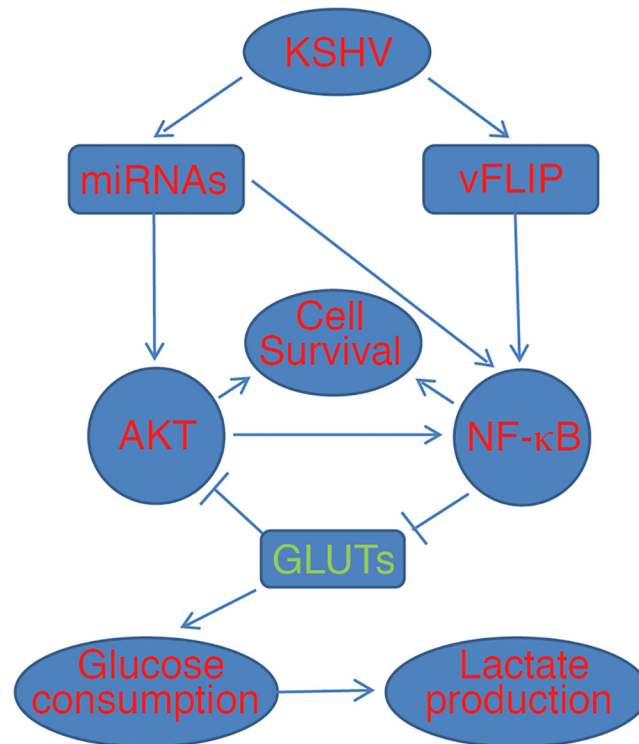 KSHV
miRNAs
vFLIP
Cell
Survival
AKT
NF-κB
GLUTs
Glucose
consumption
Lactate
production